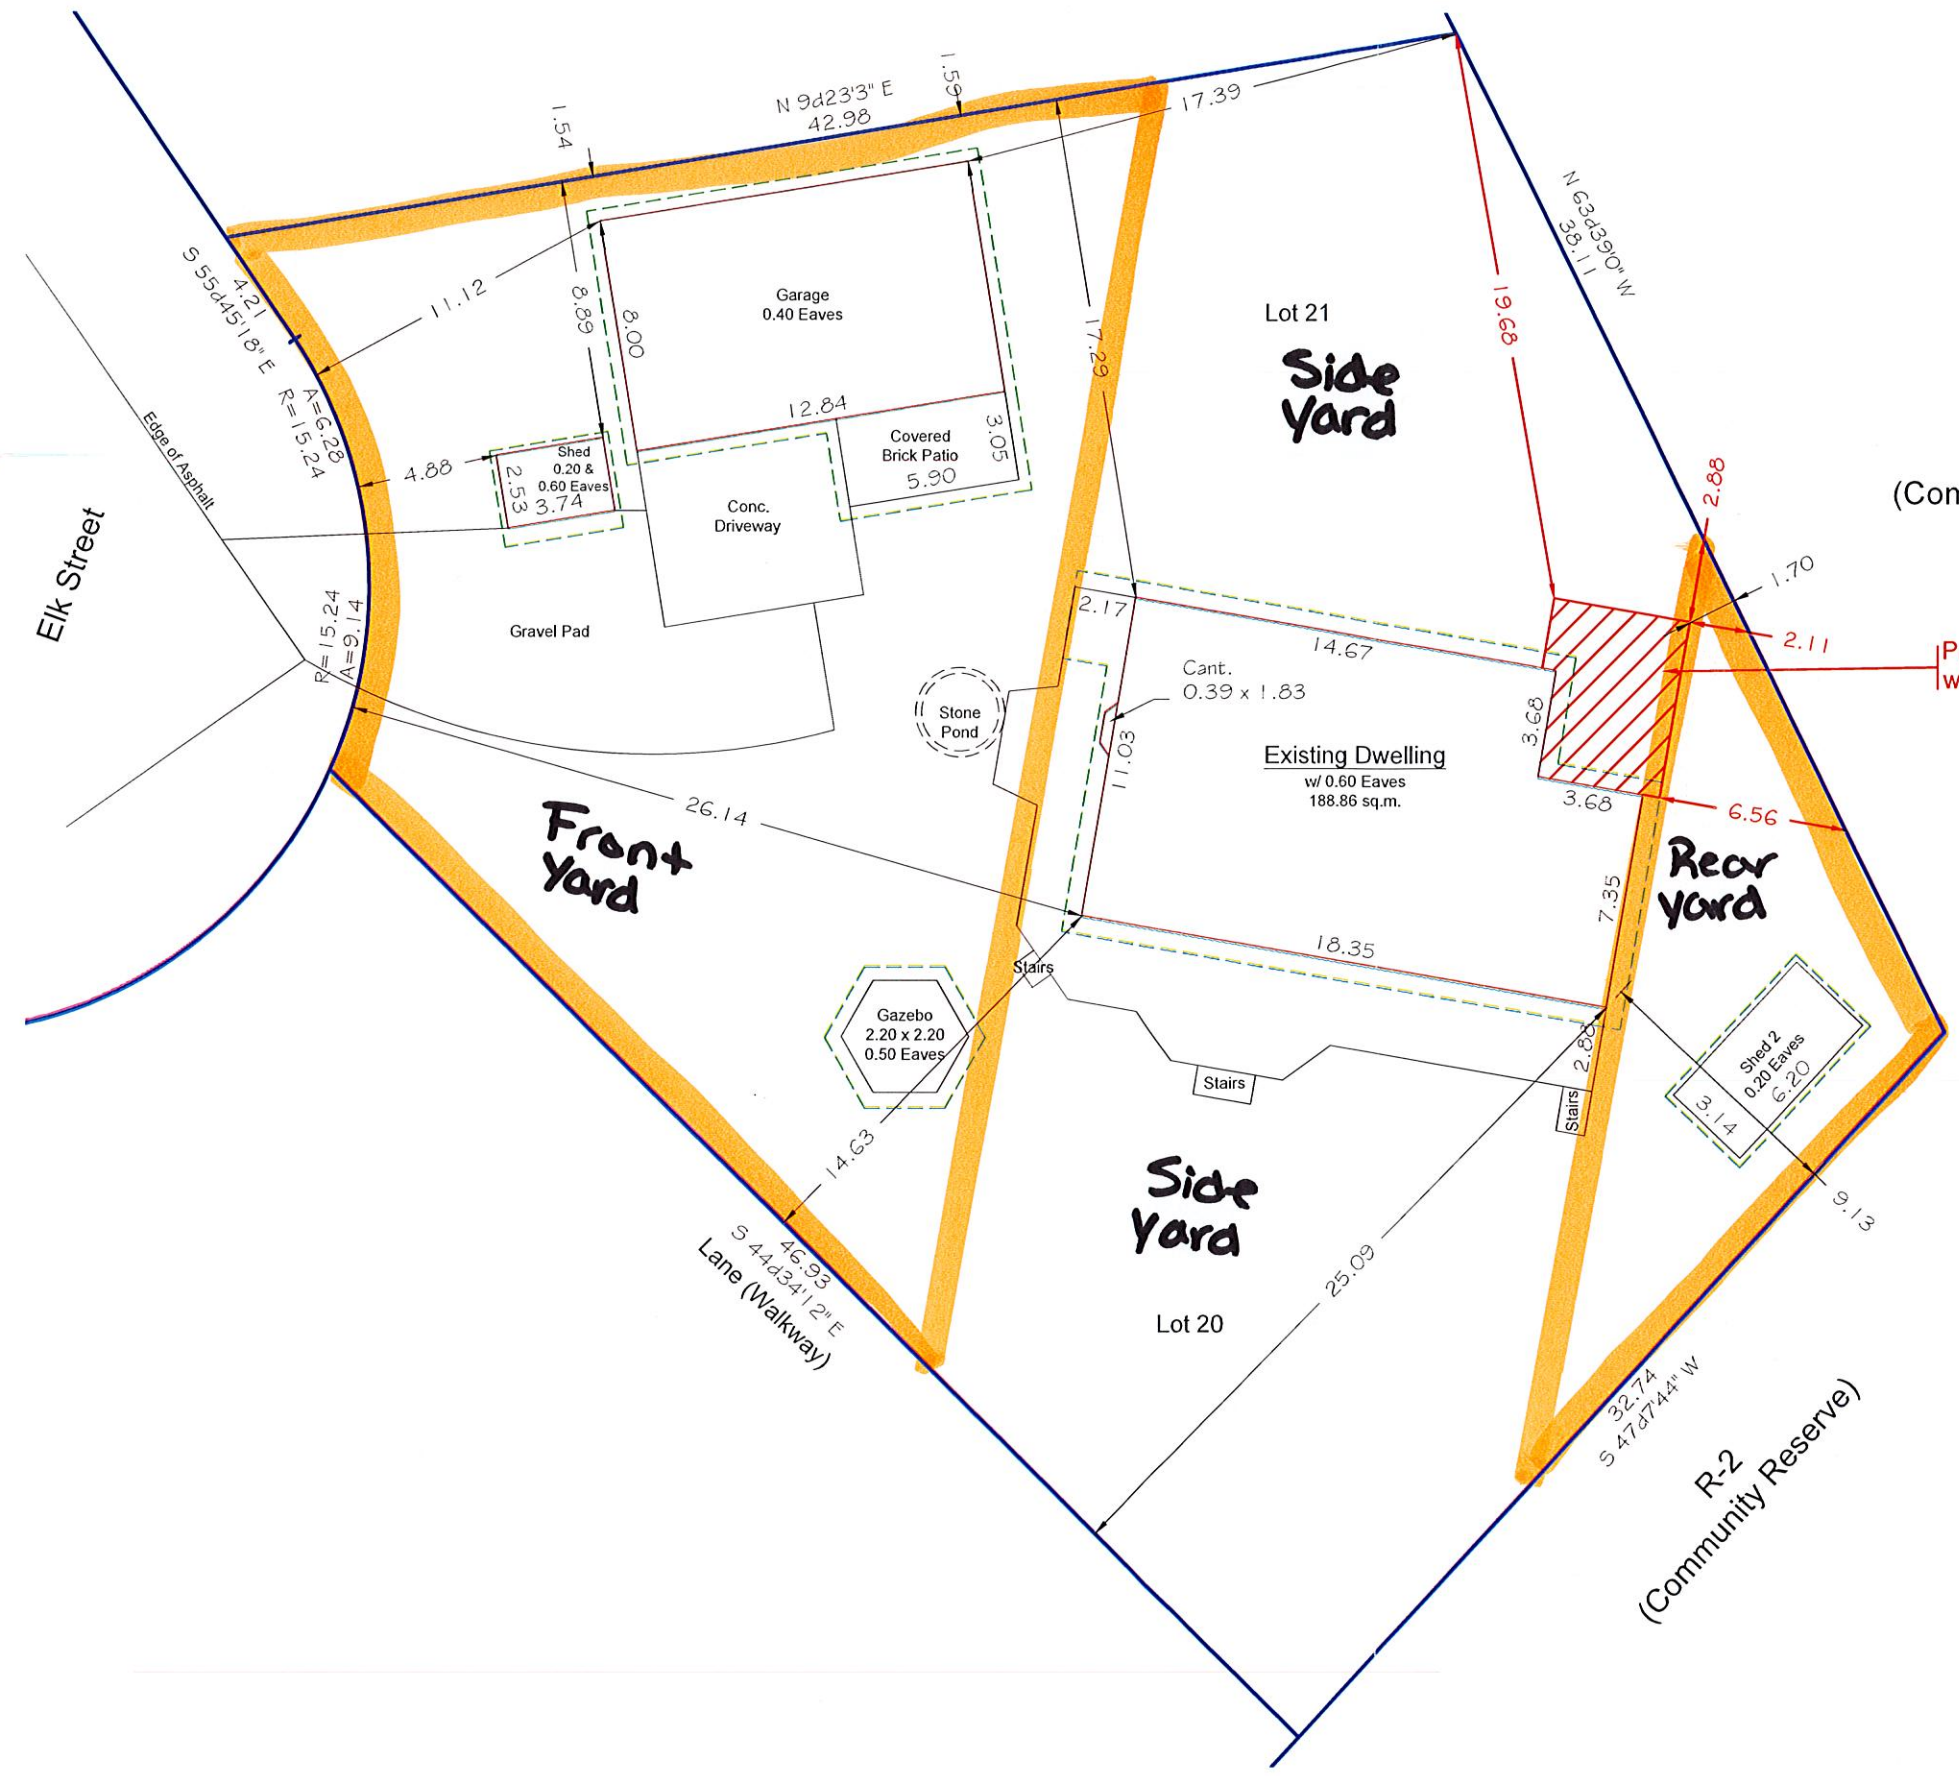 1.54
N 9d23'3" E
42.98
1.59
17.39
N 63d39'0" W
38.11
4.21
S 55d45'18" E
11.12
8.89
8.00
Garage
0.40 Eaves
17.29
Lot 21
19.68
Side
Yard
A=6.28
R=15.24
Edge of Asphalt
12.84
Covered
Brick Patio
5.90
3.05
4.88
Shed
0.20 &
0.60 Eaves
2.53
3.74
Conc.
Driveway
2.88
(Con
Elk Street
R=15.24
A=9.14
Gravel Pad
2.17
14.67
1.70
2.11
P
w
Cant.
0.39 x 1.83
Stone
Pond
11.03
3.68
Existing Dwelling
w/ 0.60 Eaves
188.86 sq.m.
3.68
6.56
26.14
Front
Yard
Rear
yard
7.35
18.35
Stairs
Gazebo
2.20 x 2.20
0.50 Eaves
2.88
Stairs
Stairs
Shed 2
0.20 Eaves
6.20
3.14
9.13
14.63
Side
Yard
46.93
S 44d34'12" E
Lane (Walkway)
25.09
Lot 20
32.74
S 47d7'44" W
R-2
(Community Reserve)